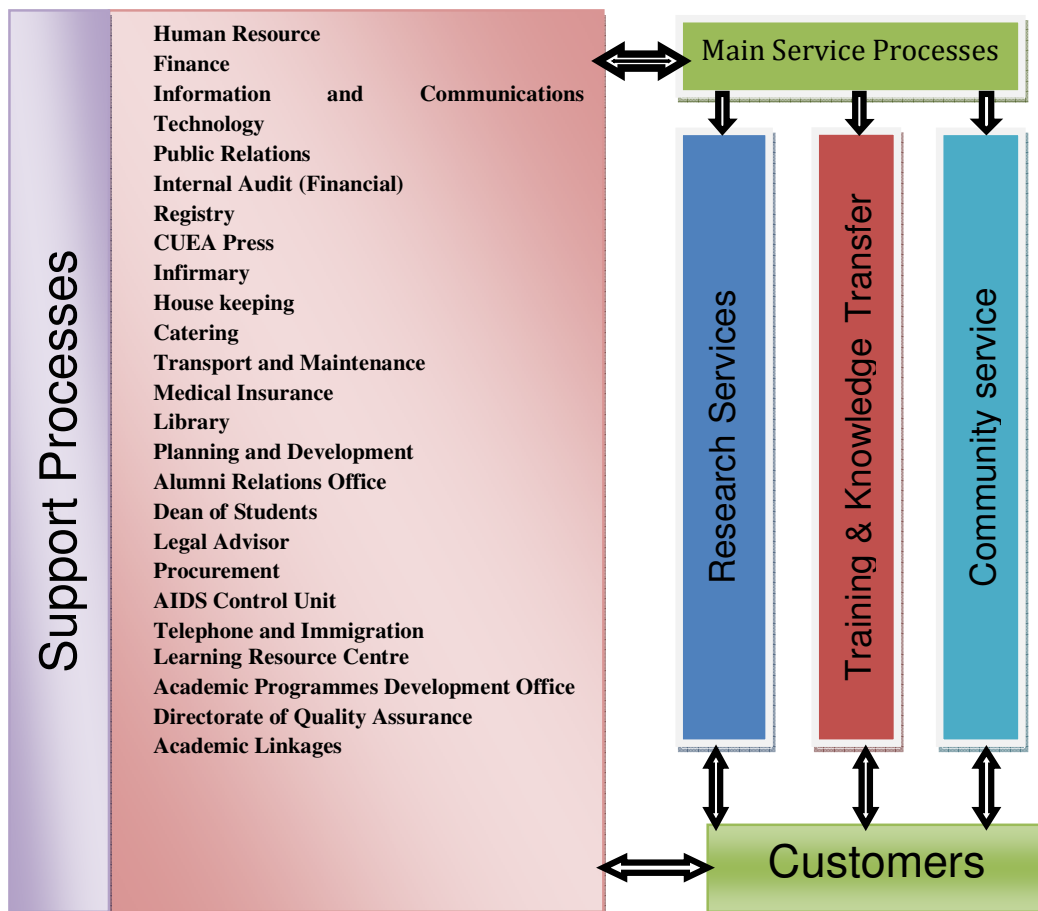 Support Processes
Human Resource
Finance
Information and Communications
Technology
Public Relations
Internal Audit (Financial)
Registry
CUEA Press
Infirmary
House keeping
Catering
Transport and Maintenance
Medical Insurance
Library
Planning and Development
Alumni Relations Office
Dean of Students
Legal Advisor
Procurement
AIDS Control Unit
Telephone and Immigration
Learning Resource Centre
Academic Programmes Development Office
Directorate of Quality Assurance
Academic Linkages
Main Service Processes
Research Services
Training & Knowledge Transfer
Community service
Customers